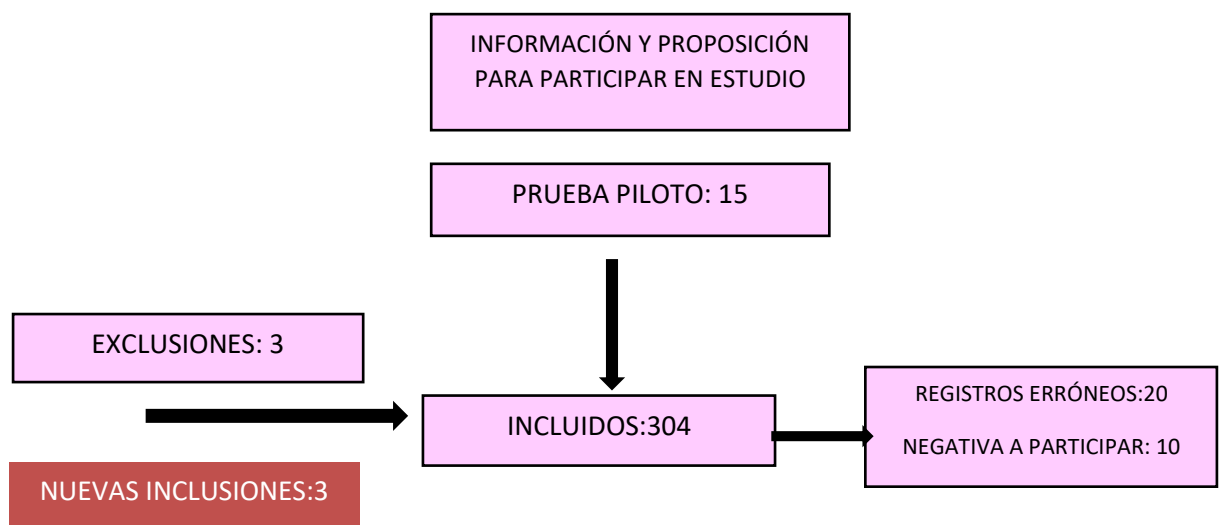 INFORMACIÓN Y PROPOSICIÓN
PARA PARTICIPAR EN ESTUDIO
PRUEBA PILOTO: 15
EXCLUSIONES: 3
INCLUIDOS:304
REGISTROS ERRÓNEOS:20
NEGATIVA A PARTICIPAR: 10
NUEVAS INCLUSIONES:3